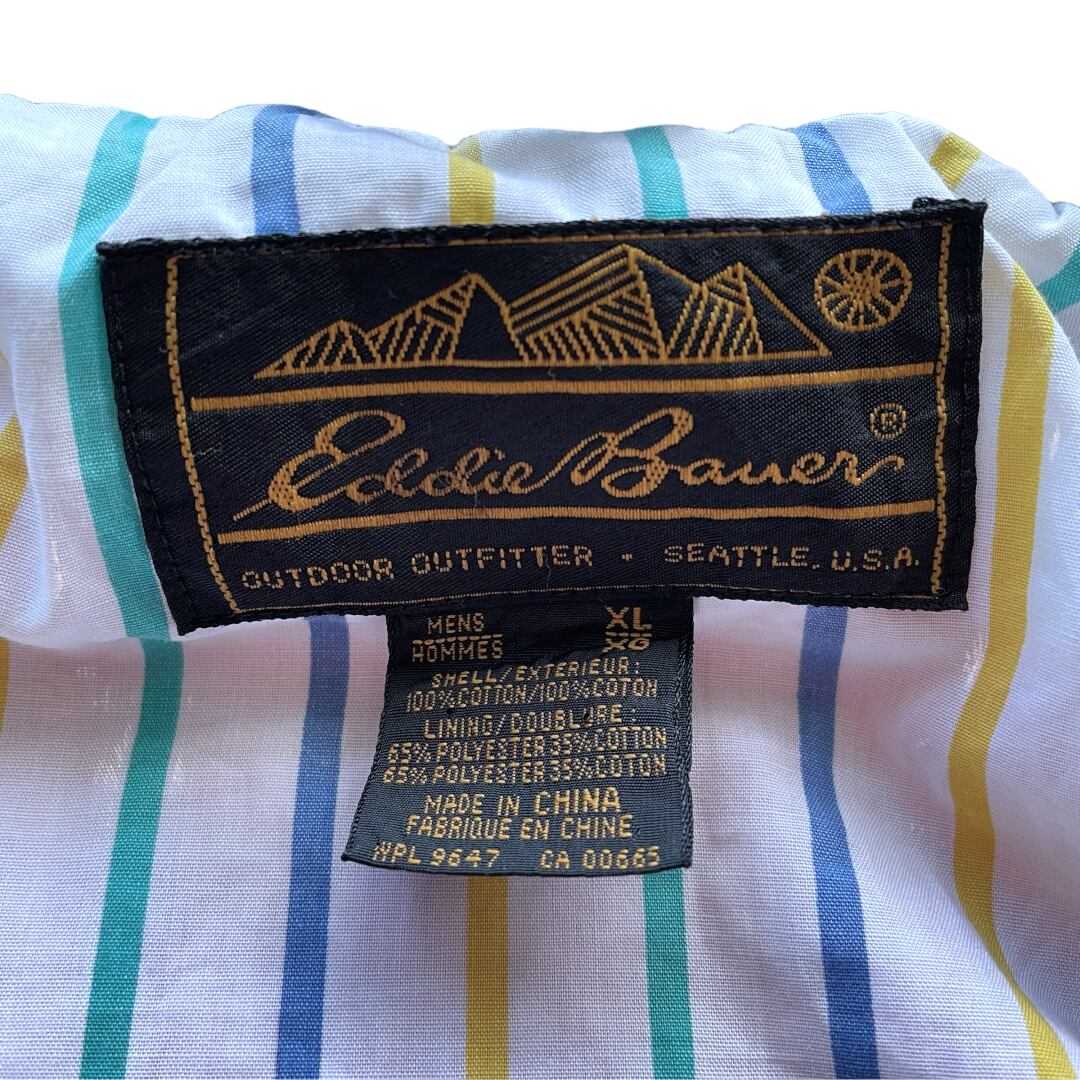 Eddie Bauer ®
OUTDOOR OUTFITTER · SEATTLE, U.S.A.
MENS XL
HOMMES XG
SHELL/EXTERIEUR:
100%COTTON/100%COTON
LINING/DOUBLURE:
65% POLYESTER 35%COTTON
65% POLYESTER 35%COTON
MADE IN CHINA
FABRIQUE EN CHINE
WPL 9647 CA 00665